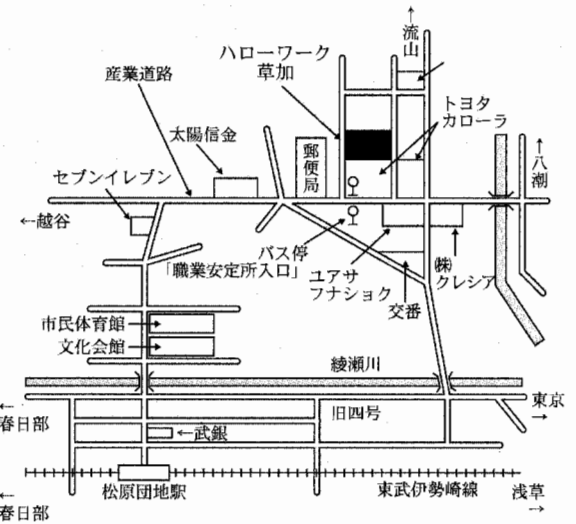 ↑
流山
ハローワーク
草加
産業道路
トヨタ
カローラ
太陽信金
郵便局
↑
八潮
セブンイレブン
←越谷
バス停
「職業安定所入口」
ユアサ
フナショク
㈱
クレシア
交番
市民体育館
文化会館
綾瀬川
←
春日部
旧四号
東京
→
←武銀
松原団地駅
東武伊勢崎線
浅草
→
←
春日部